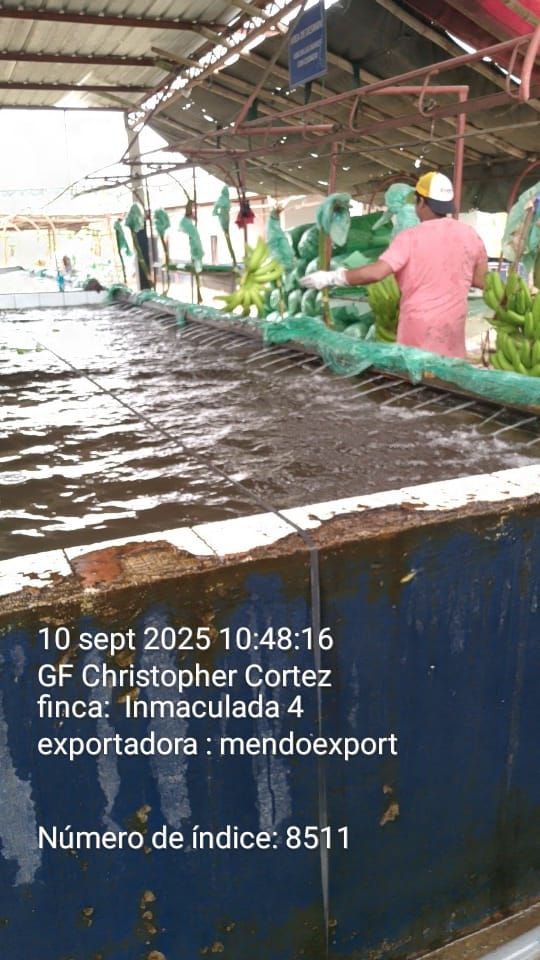 10 sept 2025 10:48:16
GF Christopher Cortez
finca: Inmaculada 4
exportadora : mendoexport
Número de índice: 8511